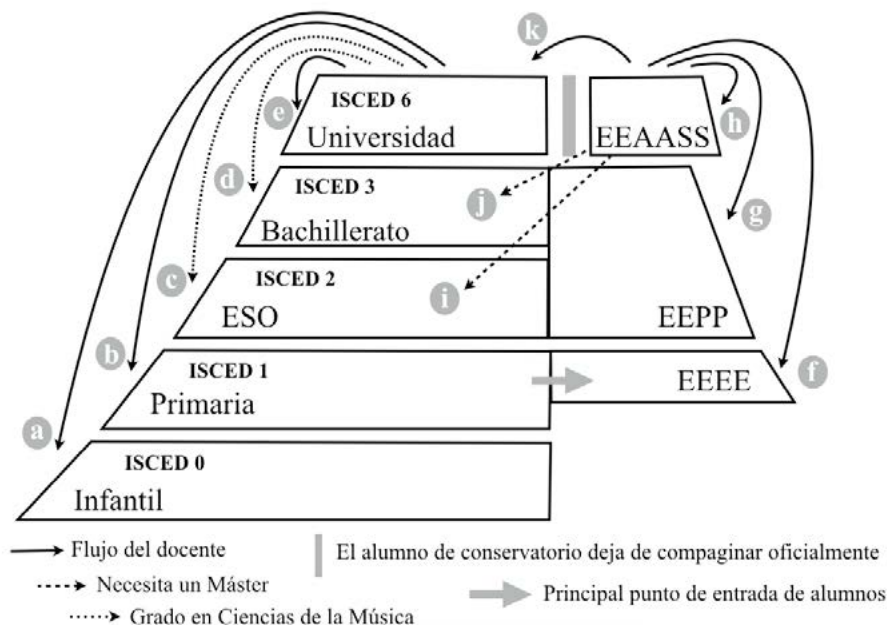 k
ISCED 6
Universidad
EEAASS
e
h
d
ISCED 3
Bachillerato
j
g
c
ISCED 2
ESO
i
EEPP
b
ISCED 1
Primaria
EEEE
f
a
ISCED 0
Infantil
Flujo del docente
El alumno de conservatorio deja de compaginar oficialmente
Necesita un Máster
Principal punto de entrada de alumnos
Grado en Ciencias de la Música